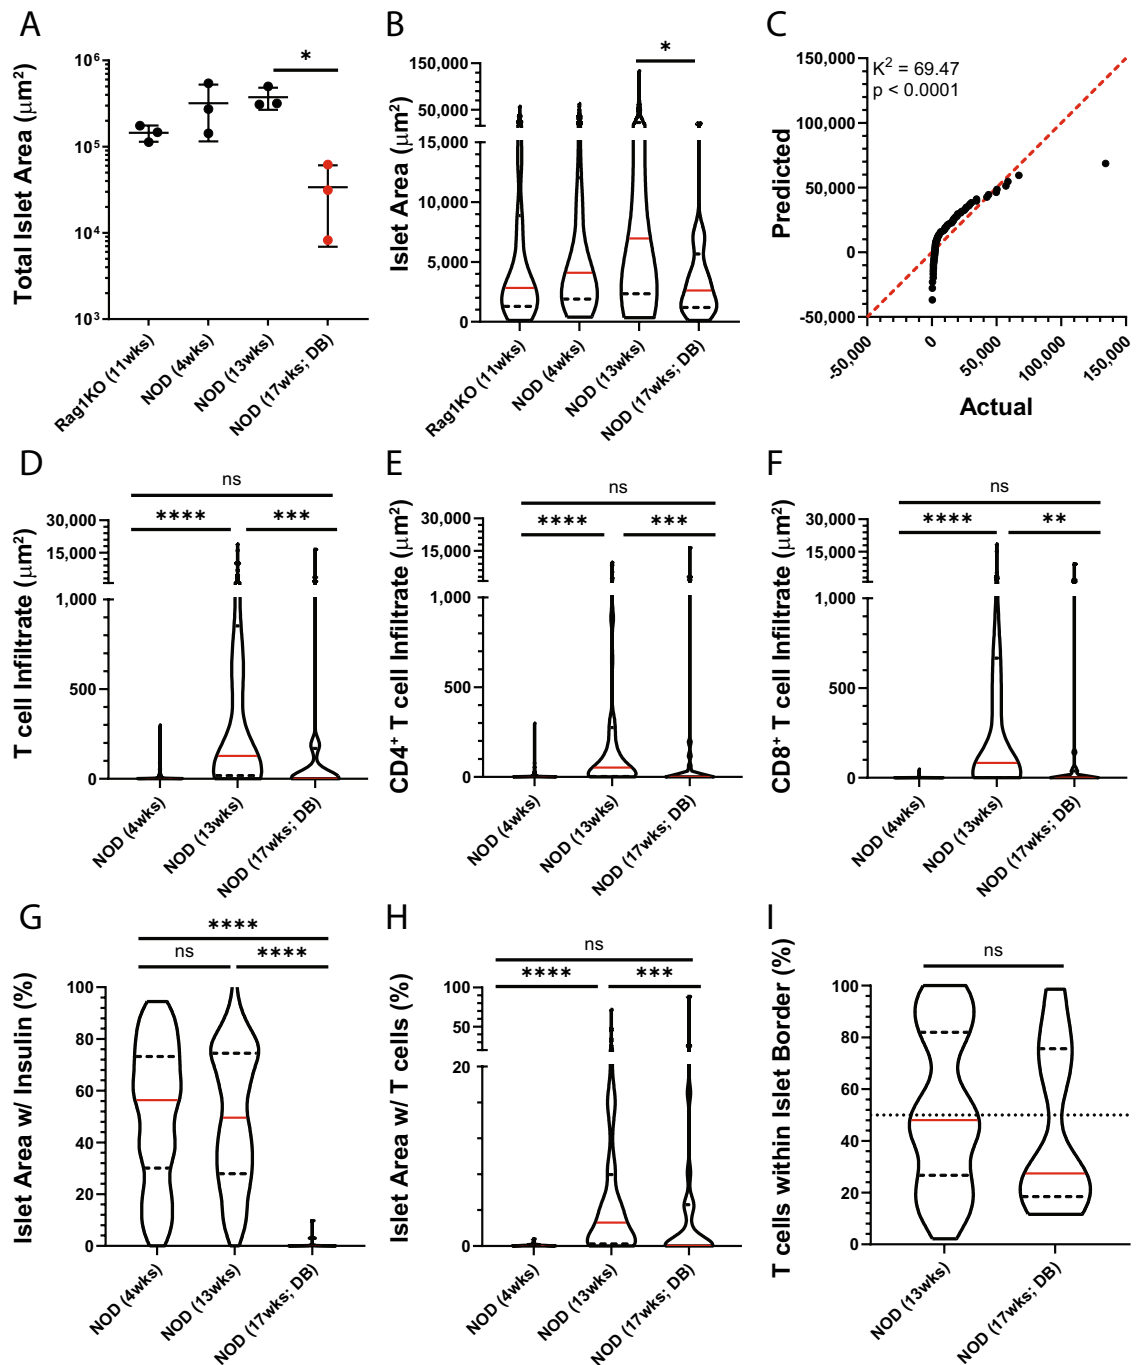 A
Total Islet Area (μm²)
10⁶
10⁵
10⁴
10³
*
Rag1KO (11wks)
NOD (4wks)
NOD (13wks)
NOD (17wks; DB)
B
Islet Area (μm²)
150,000
50,000
15,000
10,000
5,000
0
*
Rag1KO (11wks)
NOD (4wks)
NOD (13wks)
NOD (17wks; DB)
C
K² = 69.47
p < 0.0001
Predicted
150,000
100,000
50,000
0
-50,000
-50,000
0
50,000
100,000
150,000
Actual
D
ns
****
***
T cell Infiltrate (μm²)
30,000
15,000
1,000
500
0
NOD (4wks)
NOD (13wks)
NOD (17wks; DB)
E
ns
****
***
CD4⁺ T cell Infiltrate (μm²)
30,000
15,000
1,000
500
0
NOD (4wks)
NOD (13wks)
NOD (17wks; DB)
F
ns
****
**
CD8⁺ T cell Infiltrate (μm²)
30,000
15,000
1,000
500
0
NOD (4wks)
NOD (13wks)
NOD (17wks; DB)
G
****
ns
****
Islet Area w/ Insulin (%)
100
80
60
40
20
0
NOD (4wks)
NOD (13wks)
NOD (17wks; DB)
H
ns
****
***
Islet Area w/ T cells (%)
100
50
20
0
NOD (4wks)
NOD (13wks)
NOD (17wks; DB)
I
ns
T cells within Islet Border (%)
100
80
60
40
20
0
NOD (13wks)
NOD (17wks; DB)